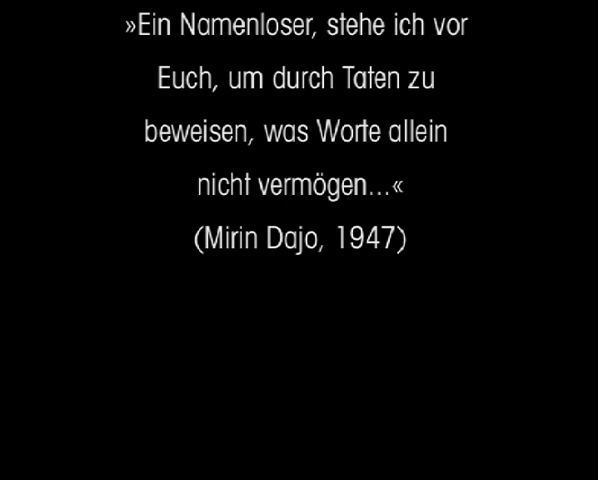 »Ein Namenloser, stehe ich vor
Euch, um durch Taten zu
beweisen, was Worte allein
nicht vermögen...«
(Mirin Dajo, 1947)